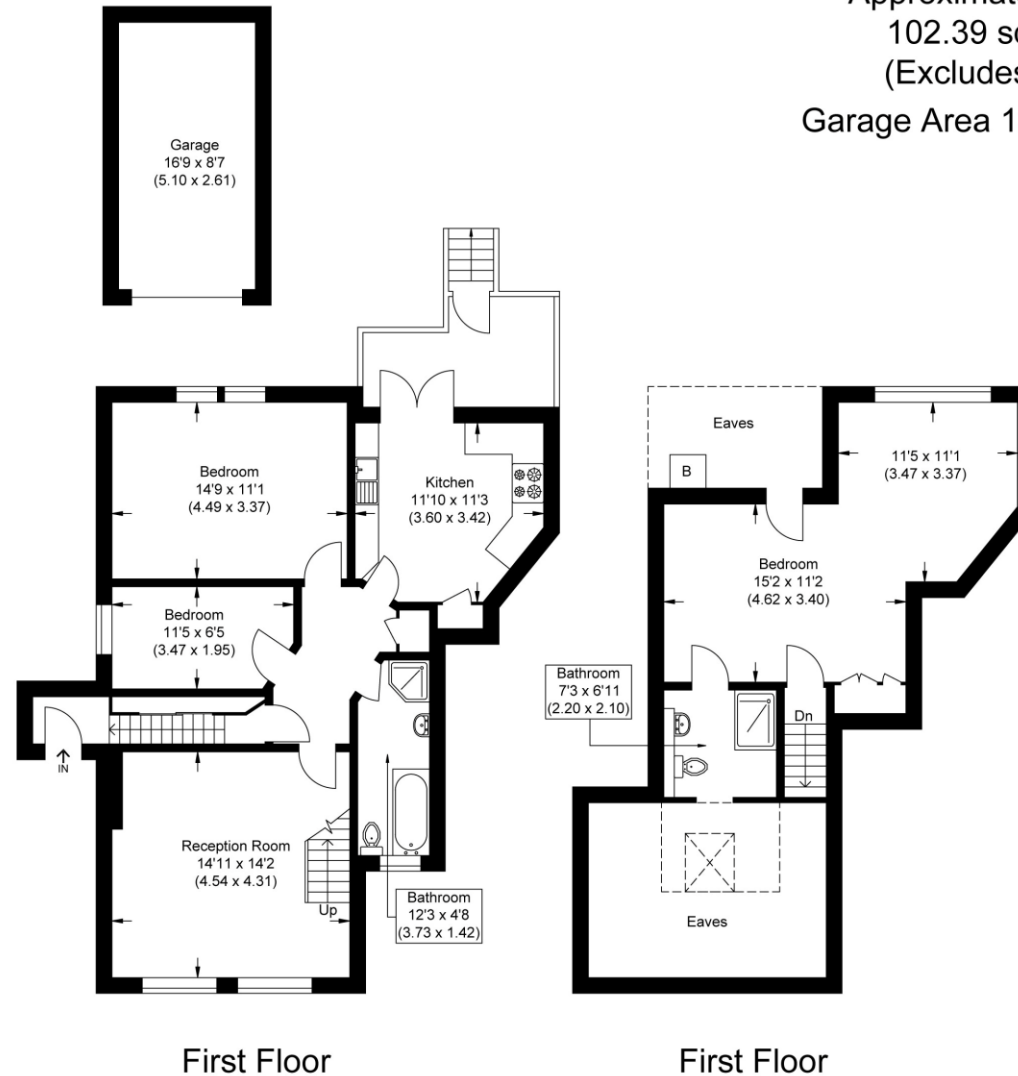 102.39
(Excludes
Garage Area
Garage
16'9 x 8'7
(5.10 x 2.61)
Bedroom
14'9 x 11'1
(4.49 x 3.37)
Kitchen
11'10 x 11'3
(3.60 x 3.42)
Bedroom
11'5 x 6'5
(3.47 x 1.95)
IN
Reception Room
14'11 x 14'2
(4.54 x 4.31)
Up
Bathroom
12'3 x 4'8
(3.73 x 1.42)
First Floor
Eaves
B
11'5 x 11'1
(3.47 x 3.37)
Bedroom
15'2 x 11'2
(4.62 x 3.40)
Bathroom
7'3 x 6'11
(2.20 x 2.10)
Dn
Eaves
First Floor